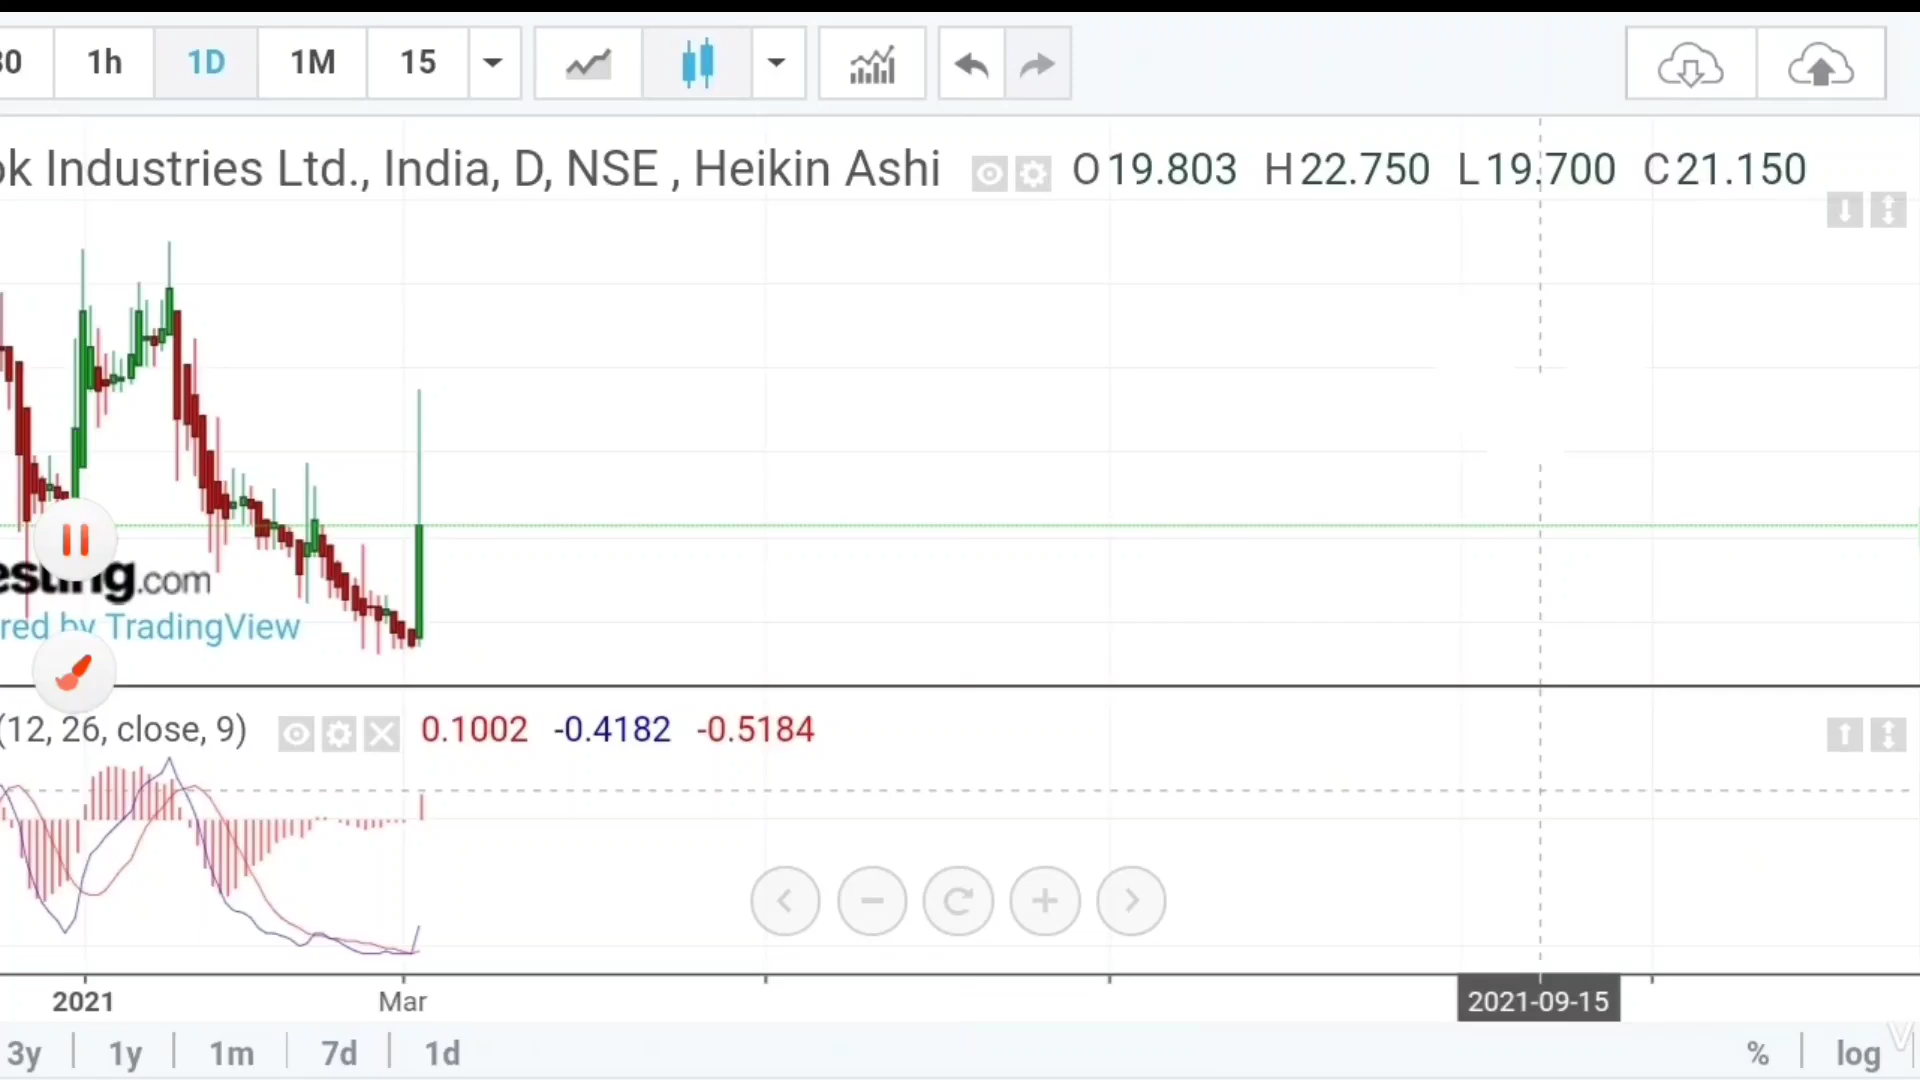 30 1h 1D 1M 15
ok Industries Ltd., India, D, NSE , Heikin Ashi O 19.803 H 22.750 L 19.700 C 21.150
esting.com
red by TradingView
(12, 26, close, 9) 0.1002 -0.4182 -0.5184
2021 Mar 2021-09-15
3y 1y 1m 7d 1d % log